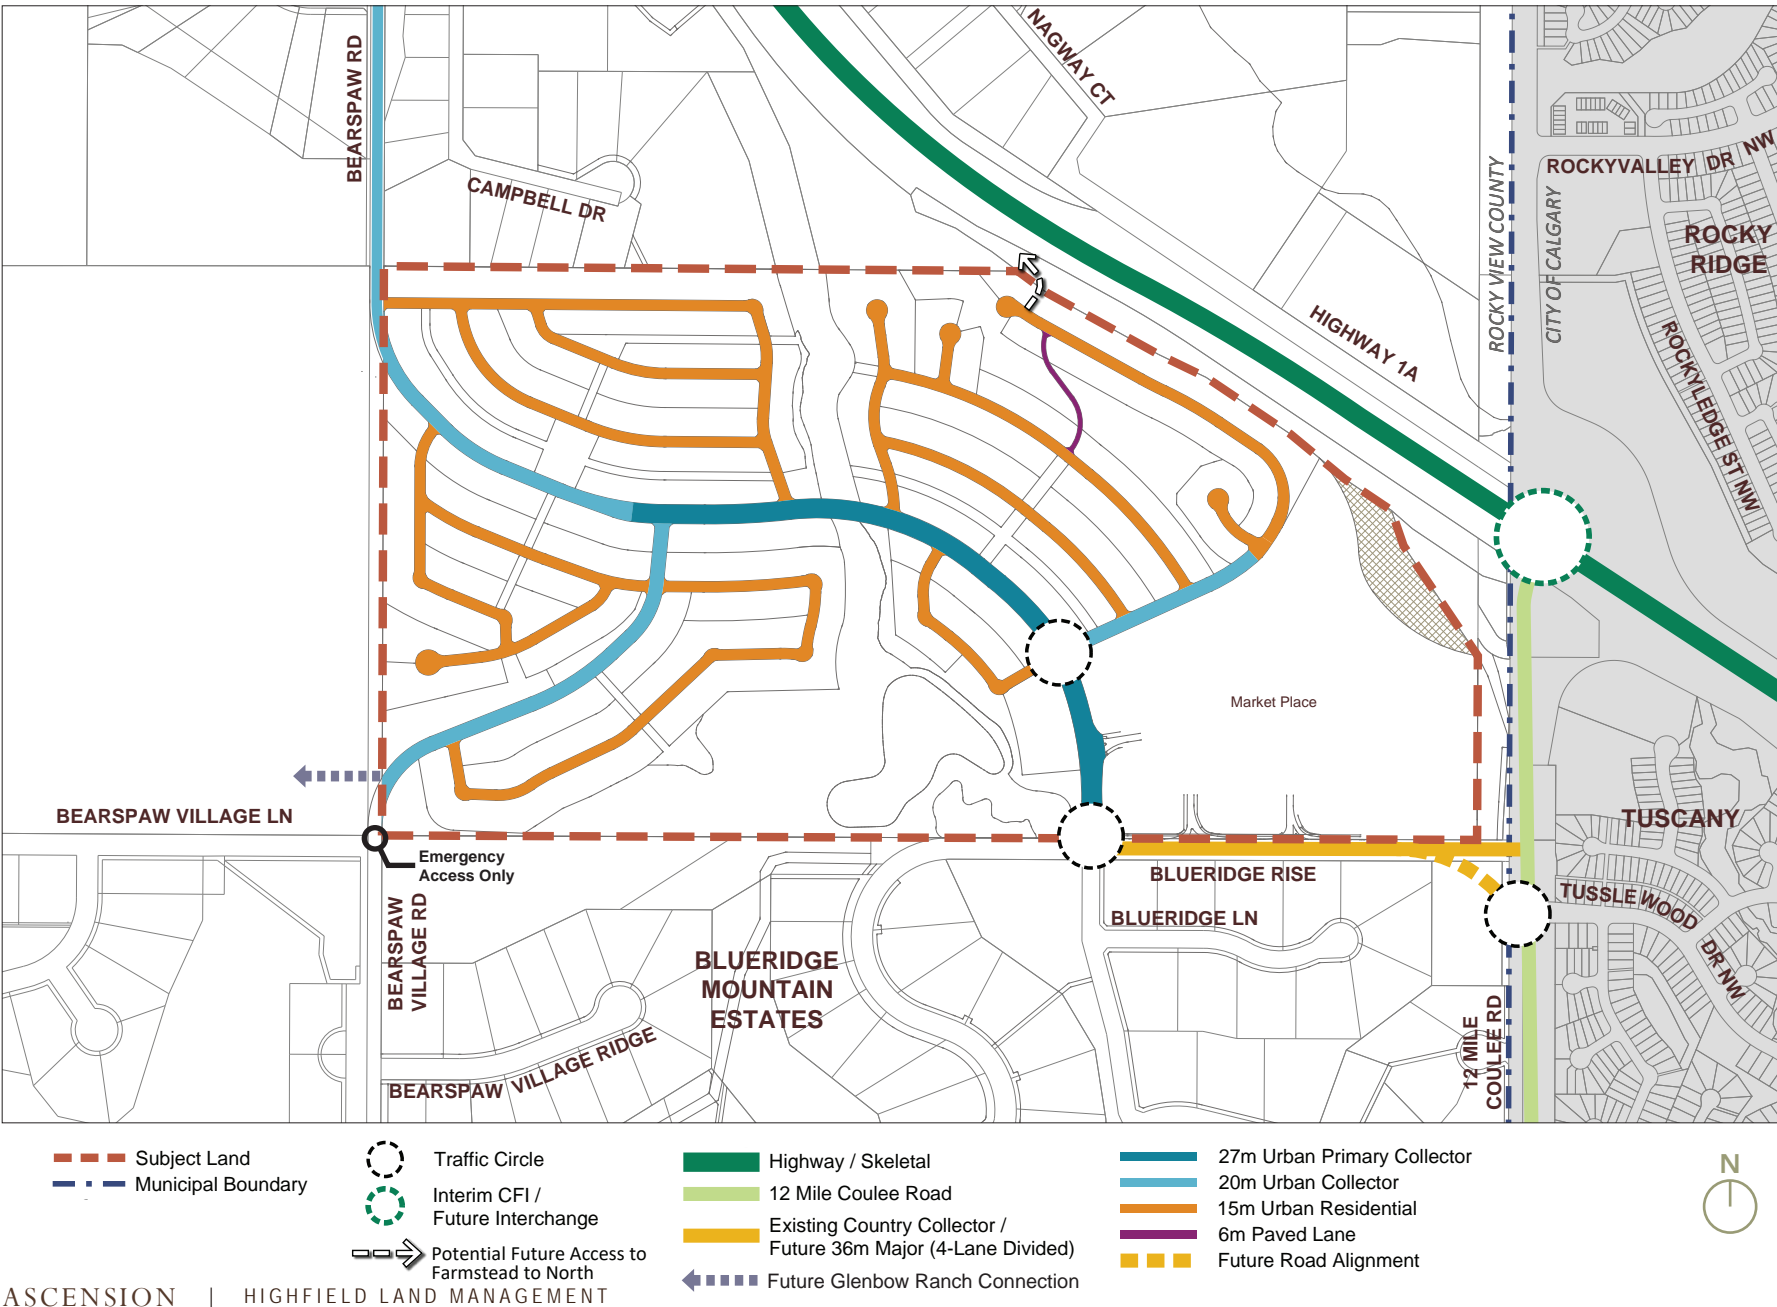 BEARSPAW RD
NAGWAY CT
CAMPBELL DR
ROCKY VIEW COUNTY
CITY OF CALGARY
ROCKYVALLEY DR NW
ROCKY
RIDGE
HIGHWAY 1A
ROCKYLEDGE ST NW
Market Place
BEARSPAW VILLAGE LN
TUSCANY
Emergency
Access Only
BLUERIDGE RISE
BLUERIDGE LN
TUSSLEWOOD DR NW
BEARSPAW
VILLAGE RD
BLUERIDGE
MOUNTAIN
ESTATES
12 MILE
COULEE RD
BEARSPAW VILLAGE RIDGE
Subject Land
Municipal Boundary
Traffic Circle
Interim CFI /
Future Interchange
Potential Future Access to
Farmstead to North
Highway / Skeletal
12 Mile Coulee Road
Existing Country Collector /
Future 36m Major (4-Lane Divided)
Future Glenbow Ranch Connection
27m Urban Primary Collector
20m Urban Collector
15m Urban Residential
6m Paved Lane
Future Road Alignment
N
ASCENSION | HIGHFIELD LAND MANAGEMENT